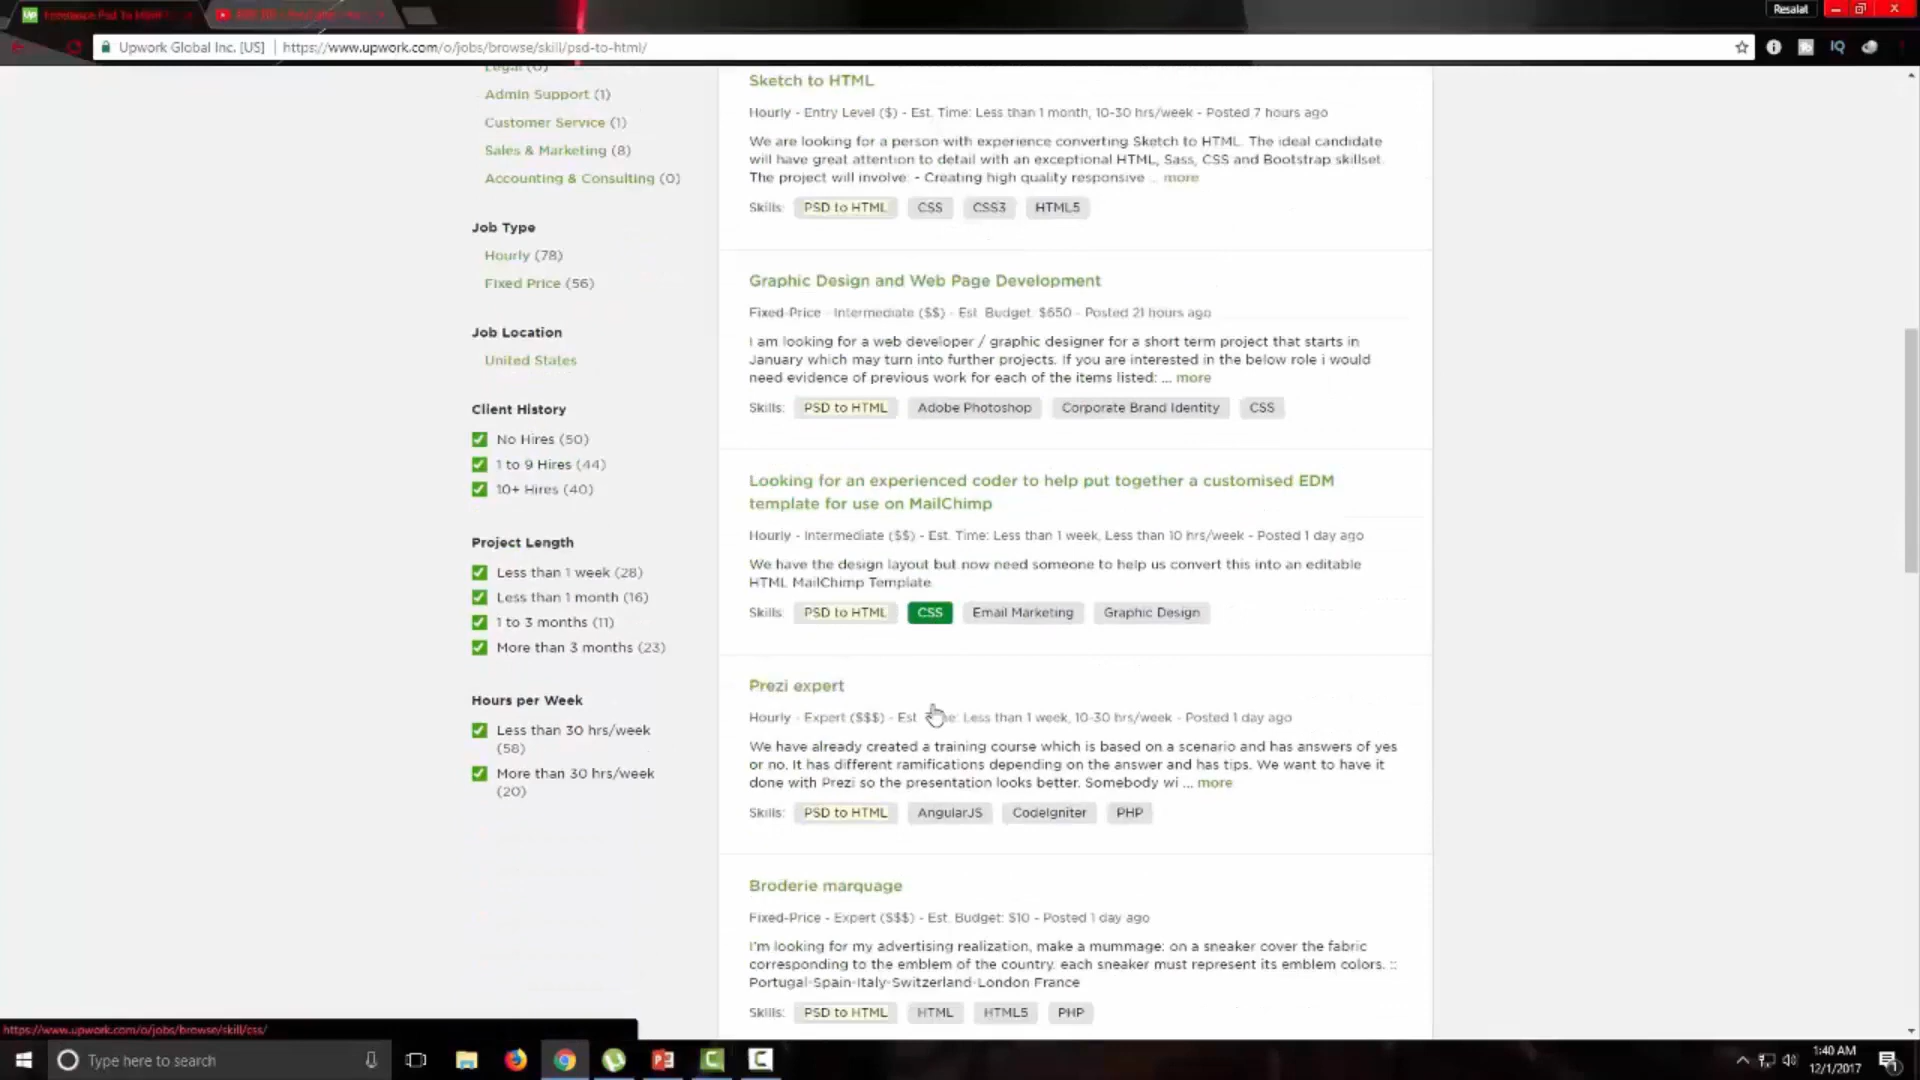 Freelance Psd To Html
Resalat
Upwork Global Inc. [US]
https://www.upwork.com/o/jobs/browse/skill/psd-to-html/
IQ
Legal (0)
Admin Support (1)
Customer Service (1)
Sales & Marketing (8)
Accounting & Consulting (0)
Job Type
Hourly (78)
Fixed Price (56)
Job Location
United States
Client History
No Hires (50)
1 to 9 Hires (44)
10+ Hires (40)
Project Length
Less than 1 week (28)
Less than 1 month (16)
1 to 3 months (11)
More than 3 months (23)
Hours per Week
Less than 30 hrs/week
(58)
More than 30 hrs/week
(20)
Sketch to HTML
Hourly - Entry Level ($) - Est. Time: Less than 1 month, 10-30 hrs/week - Posted 7 hours ago
We are looking for a person with experience converting Sketch to HTML. The ideal candidate
will have great attention to detail with an exceptional HTML, Sass, CSS and Bootstrap skillset.
The project will involve: - Creating high quality responsive ... more
Skills: PSD to HTML CSS CSS3 HTML5
Graphic Design and Web Page Development
Fixed-Price - Intermediate ($$) - Est. Budget: $650 - Posted 21 hours ago
I am looking for a web developer / graphic designer for a short term project that starts in
January which may turn into further projects. If you are interested in the below role i would
need evidence of previous work for each of the items listed: ... more
Skills: PSD to HTML Adobe Photoshop Corporate Brand Identity CSS
Looking for an experienced coder to help put together a customised EDM
template for use on MailChimp
Hourly - Intermediate ($$) - Est. Time: Less than 1 week, Less than 10 hrs/week - Posted 1 day ago
We have the design layout but now need someone to help us convert this into an editable
HTML MailChimp Template.
Skills: PSD to HTML CSS Email Marketing Graphic Design
Prezi expert
Hourly - Expert ($$$) - Est. Time: Less than 1 week, 10-30 hrs/week - Posted 1 day ago
We have already created a training course which is based on a scenario and has answers of yes
or no. It has different ramifications depending on the answer and has tips. We want to have it
done with Prezi so the presentation looks better. Somebody wi ... more
Skills: PSD to HTML AngularJS CodeIgniter PHP
Broderie marquage
Fixed-Price - Expert ($$$) - Est. Budget: $10 - Posted 1 day ago
I'm looking for my advertising realization, make a mummage: on a sneaker cover the fabric
corresponding to the emblem of the country. each sneaker must represent its emblem colors. ::
Portugal-Spain-Italy-Switzerland-London France
Skills: PSD to HTML HTML HTML5 PHP
https://www.upwork.com/o/jobs/browse/skill/css/
Type here to search
1:40 AM
12/1/2017